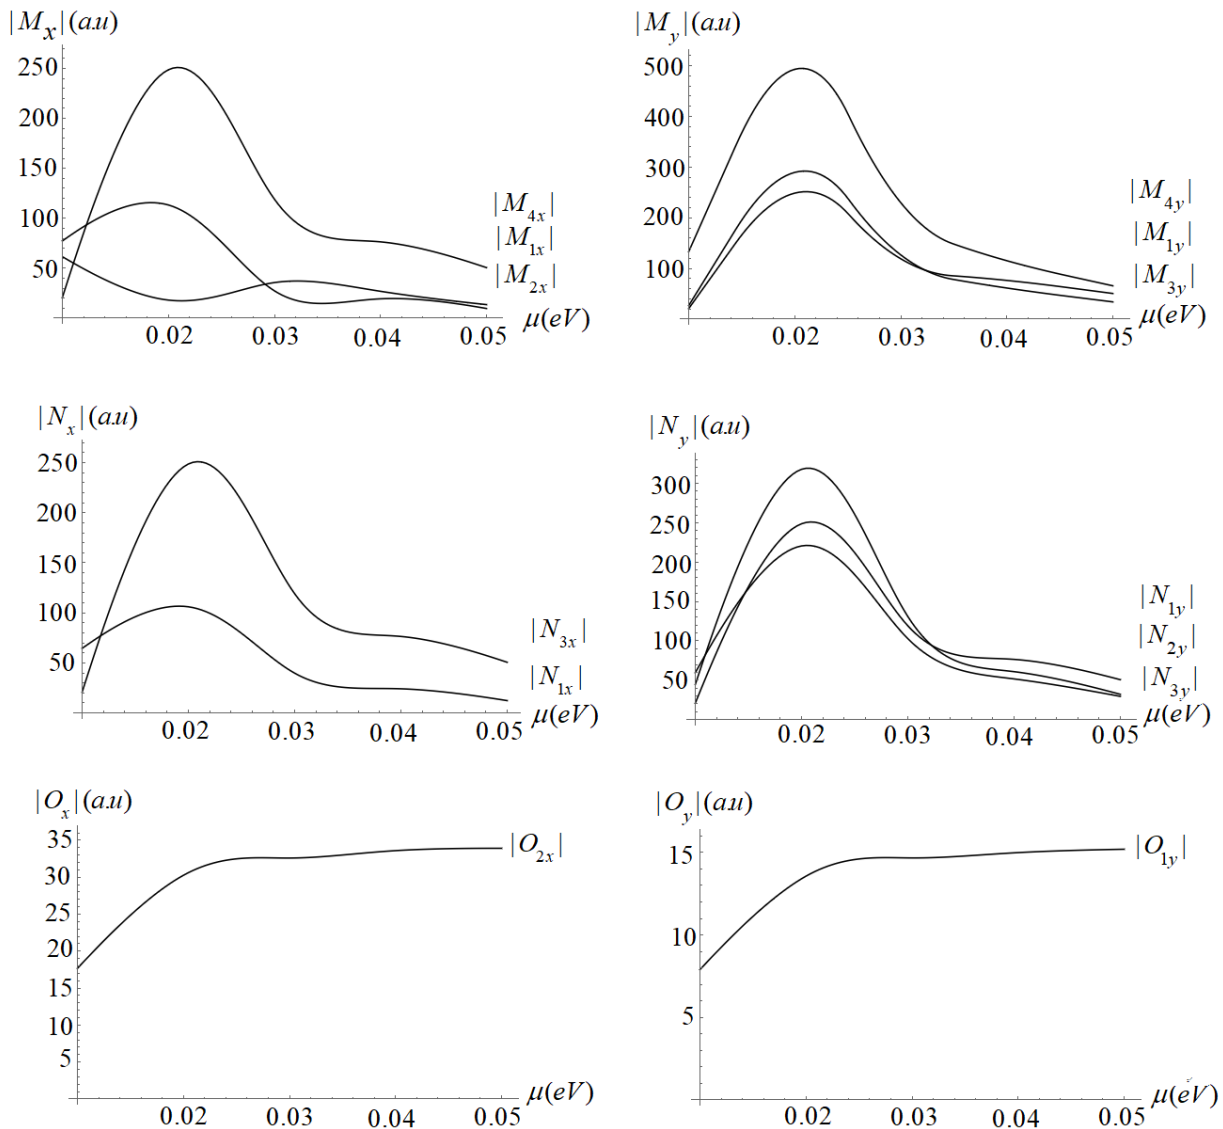 |M_x|(a.u)
250
200
150
100
50
|M_4x|
|M_1x|
|M_2x|
μ(eV)
0.02 0.03 0.04 0.05
|M_y|(a.u)
500
400
300
200
100
|M_4y|
|M_1y|
|M_3y|
μ(eV)
0.02 0.03 0.04 0.05
|N_x|(a.u)
250
200
150
100
50
|N_3x|
|N_1x|
μ(eV)
0.02 0.03 0.04 0.05
|N_y|(a.u)
300
250
200
150
100
50
|N_1y|
|N_2y|
|N_3y|
μ(eV)
0.02 0.03 0.04 0.05
|O_x|(a.u)
35
30
25
20
15
10
5
|O_2x|
μ(eV)
0.02 0.03 0.04 0.05
|O_y|(a.u)
15
10
5
|O_1y|
μ(eV)
0.02 0.03 0.04 0.05